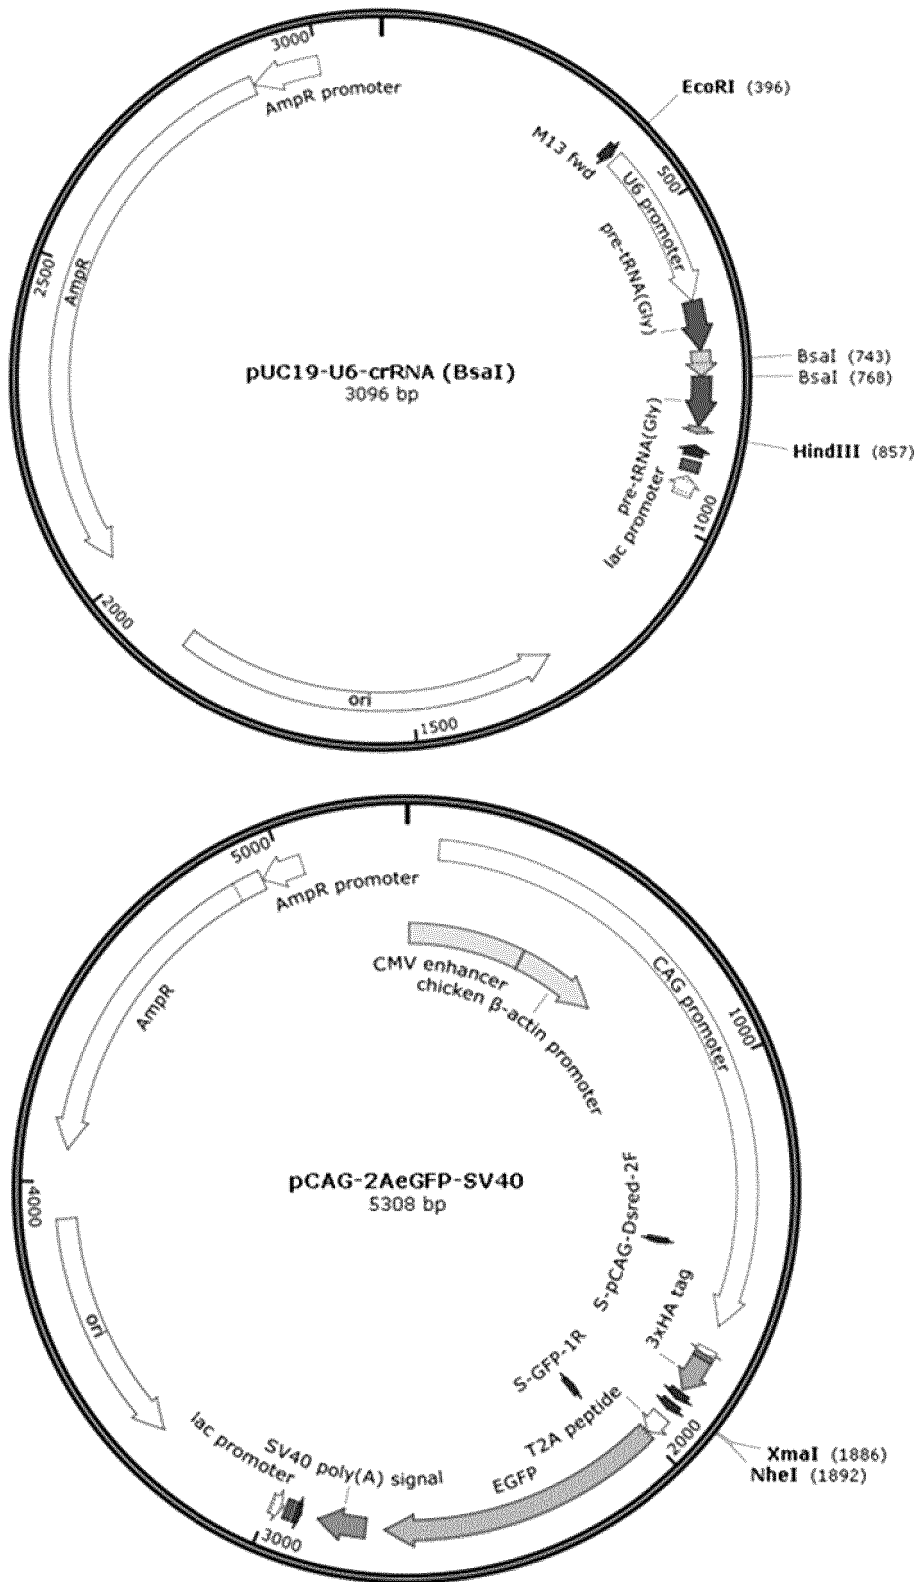 3000
AmpR promoter
EcoRI (396)
M13 fwd
500
U6 promoter
pre-tRNA(Gly)
2500
AmpR
BsaI (743)
BsaI (768)
pUC19-U6-crRNA (BsaI)
3096 bp
pre-tRNA(Gly)
HindIII (857)
lac promoter
1000
2000
ori
1500
5000
AmpR promoter
CMV enhancer
chicken β-actin promoter
CAG promoter
1000
AmpR
pCAG-2AeGFP-SV40
5308 bp
4000
S-pCAG-Dsred-2F
3xHA tag
ori
S-GFP-1R
T2A peptide
2000
XmaI (1886)
NheI (1892)
lac promoter
SV40 poly(A) signal
EGFP
3000